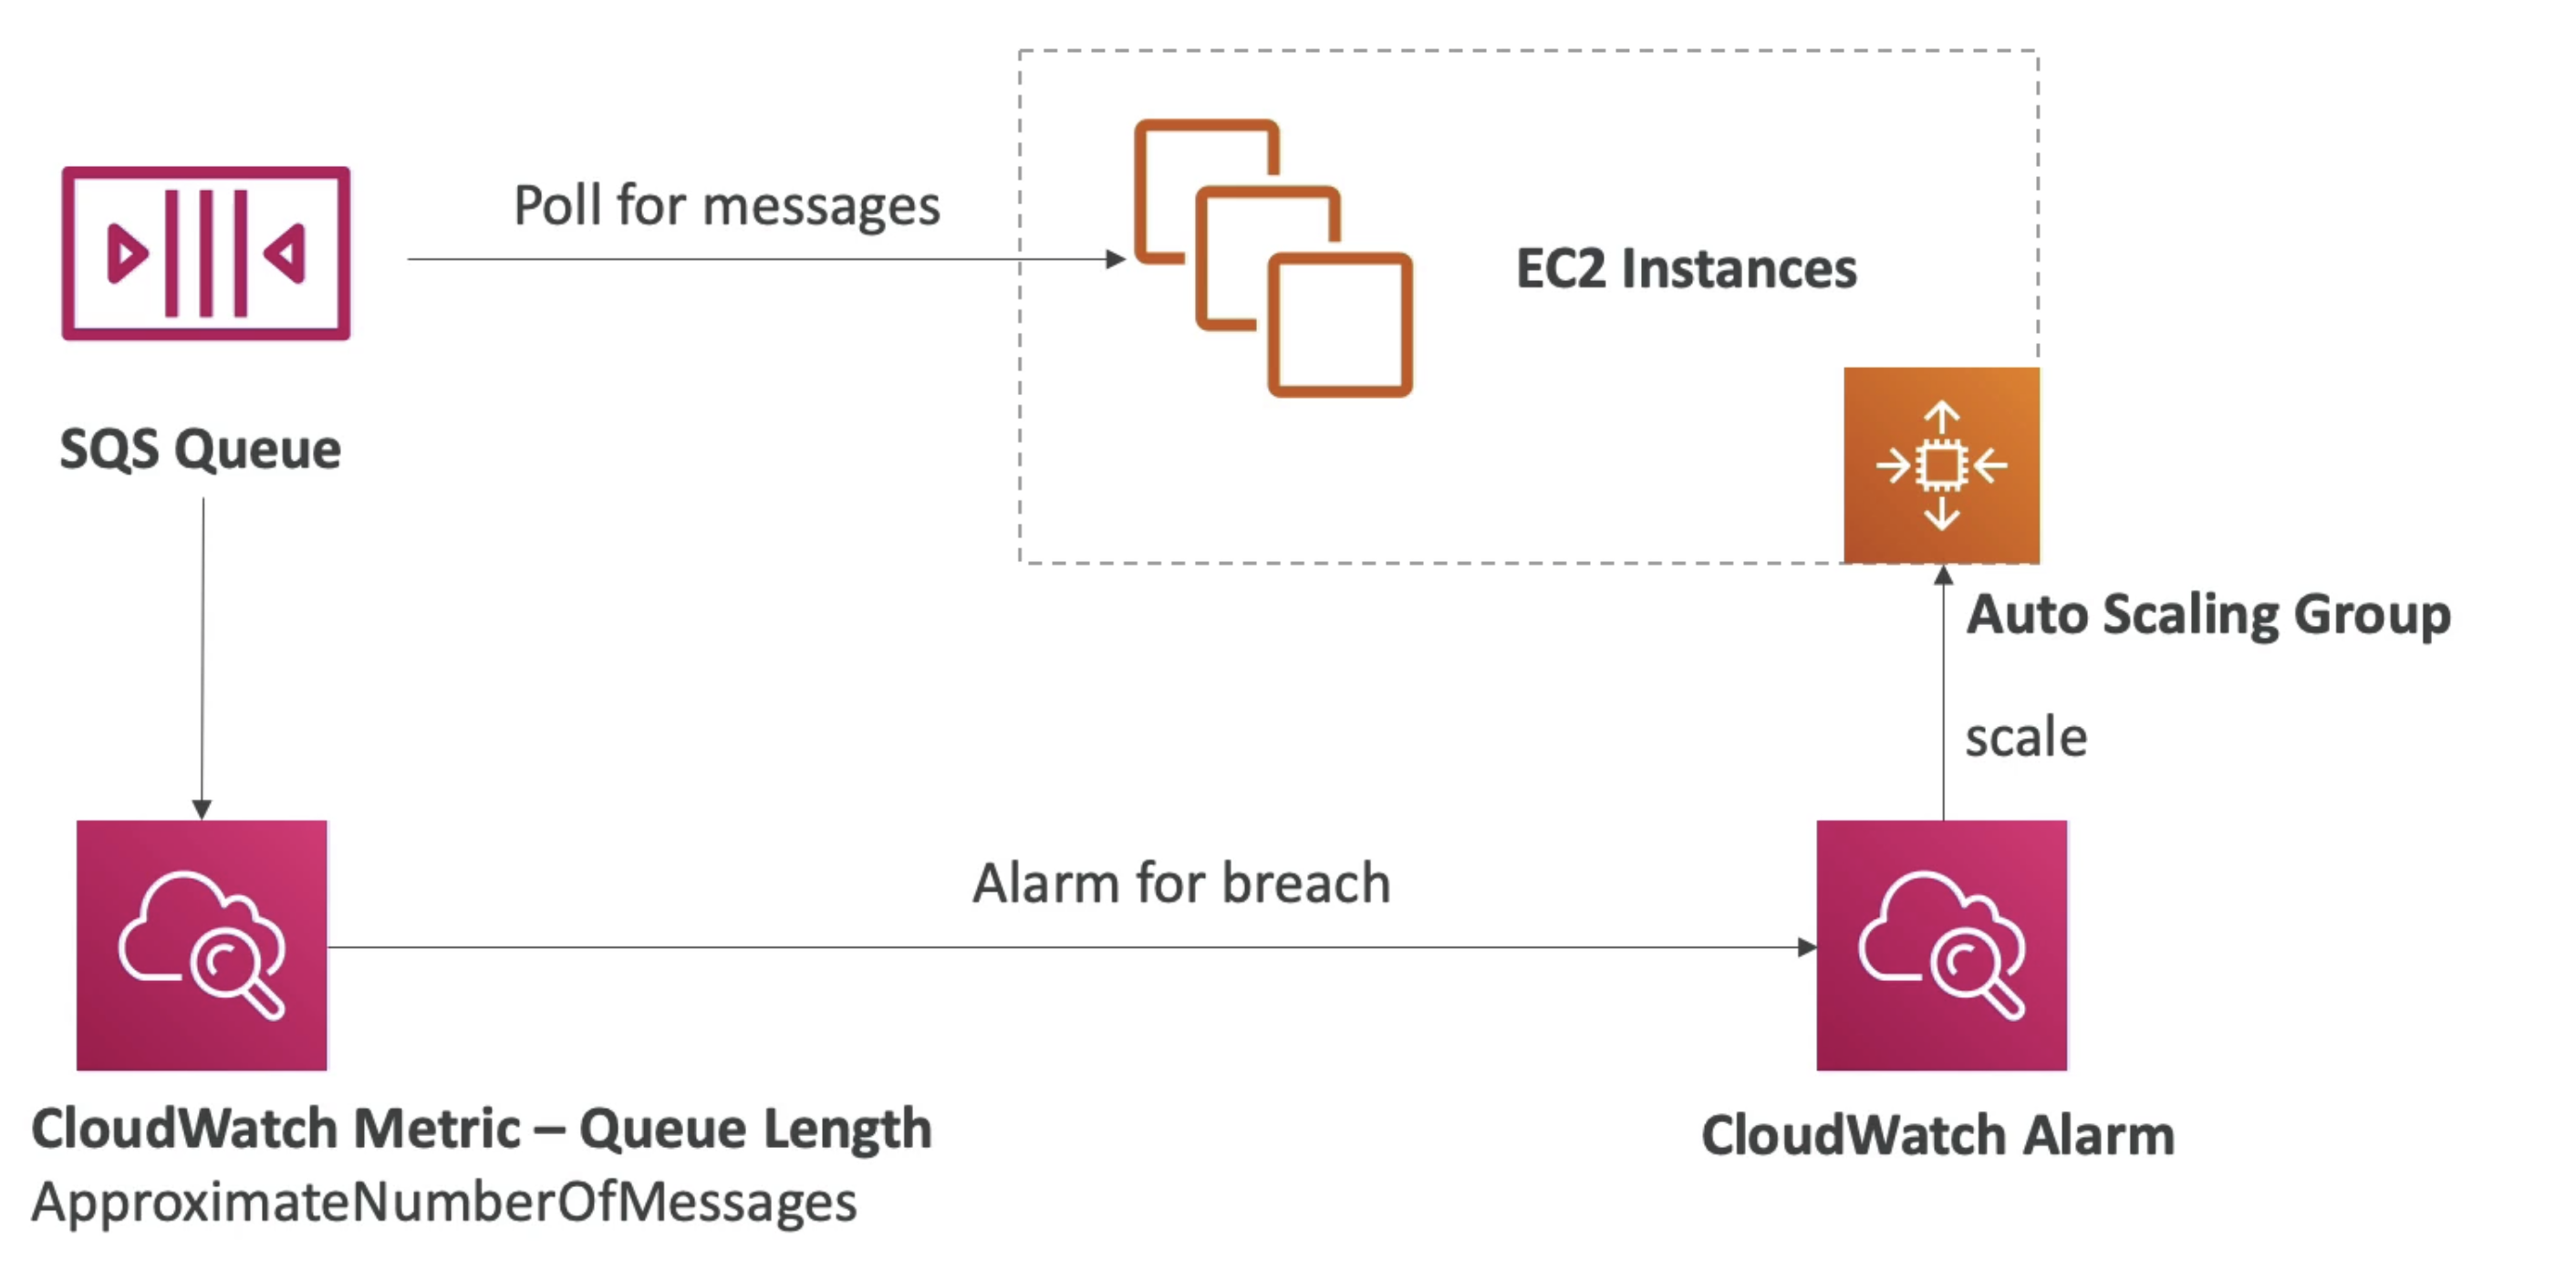 Poll for messages
EC2 Instances
SQS Queue
Auto Scaling Group
scale
Alarm for breach
CloudWatch Metric – Queue Length
ApproximateNumberOfMessages
CloudWatch Alarm